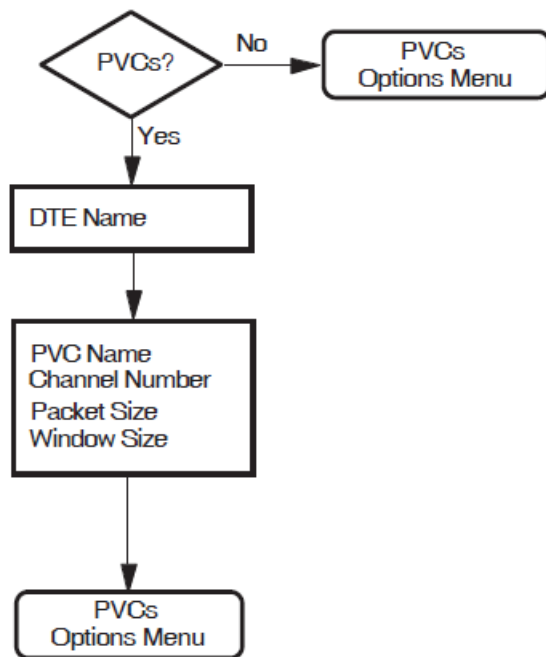 PVCs?
No
PVCs
Options Menu
Yes
DTE Name
PVC Name
Channel Number
Packet Size
Window Size
PVCs
Options Menu